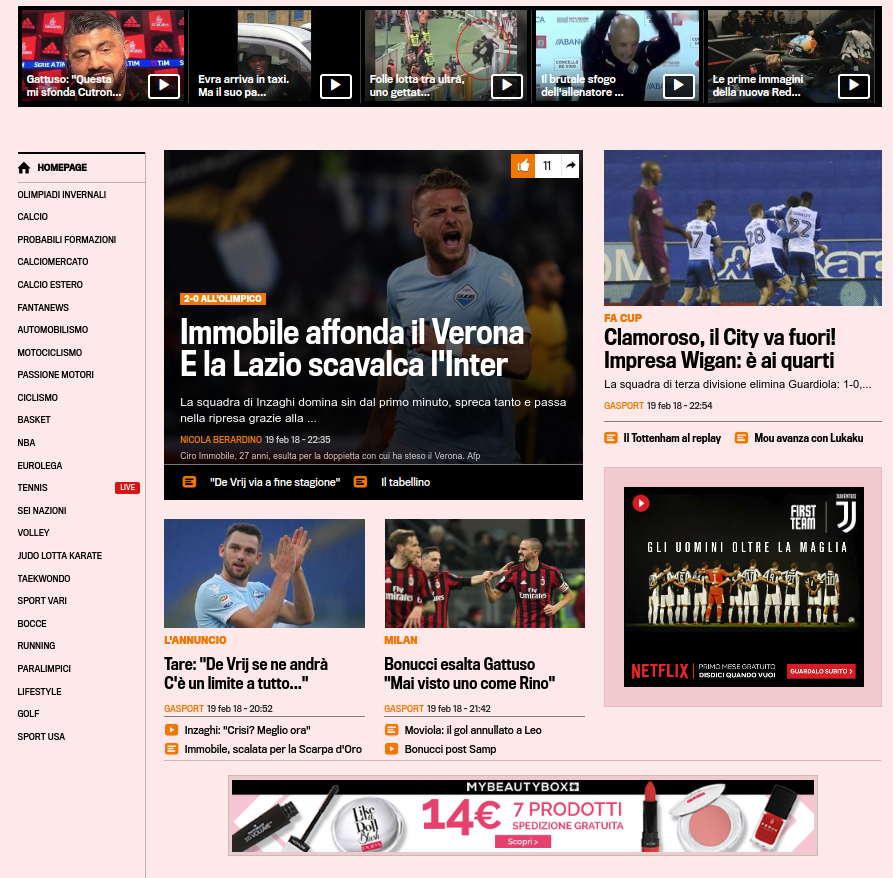 Gattuso: "Questa
mi sfonda Cutron...
Evra arriva in taxi.
Ma il suo pa...
Folle lotta tra ultrà,
uno gettat...
Il brutale sfogo
dell'allenatore ...
Le prime immagini
della nuova Red...
HOMEPAGE
OLIMPIADI INVERNALI
CALCIO
PROBABILI FORMAZIONI
CALCIOMERCATO
CALCIO ESTERO
FANTANEWS
AUTOMOBILISMO
MOTOCICLISMO
PASSIONE MOTORI
CICLISMO
BASKET
NBA
EUROLEGA
TENNIS LIVE
SEI NAZIONI
VOLLEY
JUDO LOTTA KARATE
TAEKWONDO
SPORT VARI
BOCCE
RUNNING
PARALIMPICI
LIFESTYLE
GOLF
SPORT USA
11
2-0 ALL'OLIMPICO
Immobile affonda il Verona
E la Lazio scavalca l'Inter
La squadra di Inzaghi domina sin dal primo minuto, spreca tanto e passa
nella ripresa grazie alla ...
NICOLA BERARDINO 19 feb 18 - 22:35
Ciro Immobile, 27 anni, esulta per la doppietta con cui ha steso il Verona. Afp
"De Vrij via a fine stagione" Il tabellino
FA CUP
Clamoroso, il City va fuori!
Impresa Wigan: è ai quarti
La squadra di terza divisione elimina Guardiola: 1-0,...
GASPORT 19 feb 18 - 22:54
Il Tottenham al replay Mou avanza con Lukaku
FIRST
TEAM
JUVENTUS
GLI UOMINI OLTRE LA MAGLIA
NETFLIX
PRIMO MESE GRATUITO
DISDICI QUANDO VUOI
GUARDALO SUBITO >
L'ANNUNCIO
Tare: "De Vrij se ne andrà
C'è un limite a tutto..."
GASPORT 19 feb 18 - 20:52
Inzaghi: "Crisi? Meglio ora"
Immobile, scalata per la Scarpa d'Oro
MILAN
Bonucci esalta Gattuso
"Mai visto uno come Rino"
GASPORT 19 feb 18 - 21:42
Moviola: il gol annullato a Leo
Bonucci post Samp
MYBEAUTYBOX
14€ 7 PRODOTTI
SPEDIZIONE GRATUITA
Scopri >